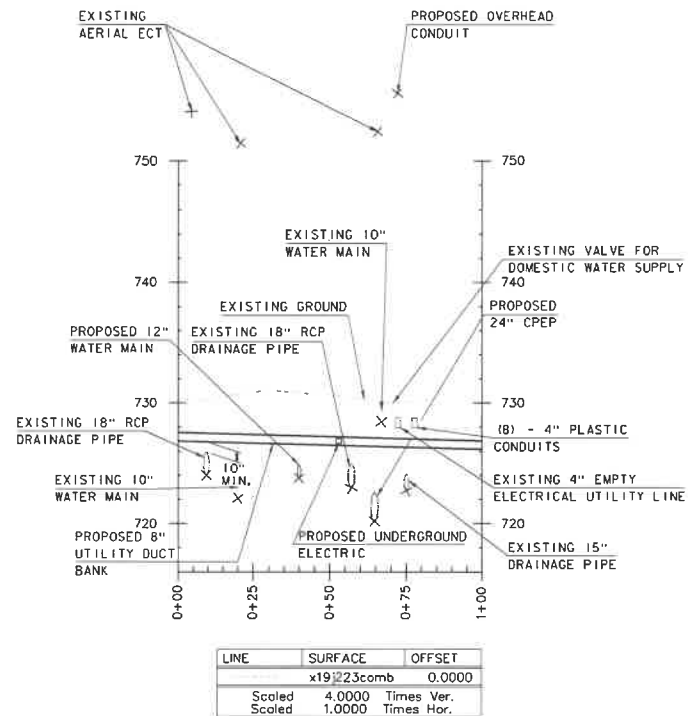 EXISTING
AERIAL ECT
PROPOSED OVERHEAD
CONDUIT
750
750
EXISTING 10"
WATER MAIN
EXISTING VALVE FOR
DOMESTIC WATER SUPPLY
740
740
EXISTING GROUND
PROPOSED
24" CPEP
PROPOSED 12"
WATER MAIN
EXISTING 18" RCP
DRAINAGE PIPE
730
730
EXISTING 18" RCP
DRAINAGE PIPE
(8) - 4" PLASTIC
CONDUITS
10"
MIN.
EXISTING 10"
WATER MAIN
EXISTING 4" EMPTY
ELECTRICAL UTILITY LINE
720
720
PROPOSED 8"
UTILITY DUCT
BANK
PROPOSED UNDERGROUND
ELECTRIC
EXISTING 15"
DRAINAGE PIPE
0+00
0+25
0+50
0+75
1+00
LINE SURFACE OFFSET
0.0000
Scaled 4.0000 Times Ver.
Scaled 1.0000 Times Hor.